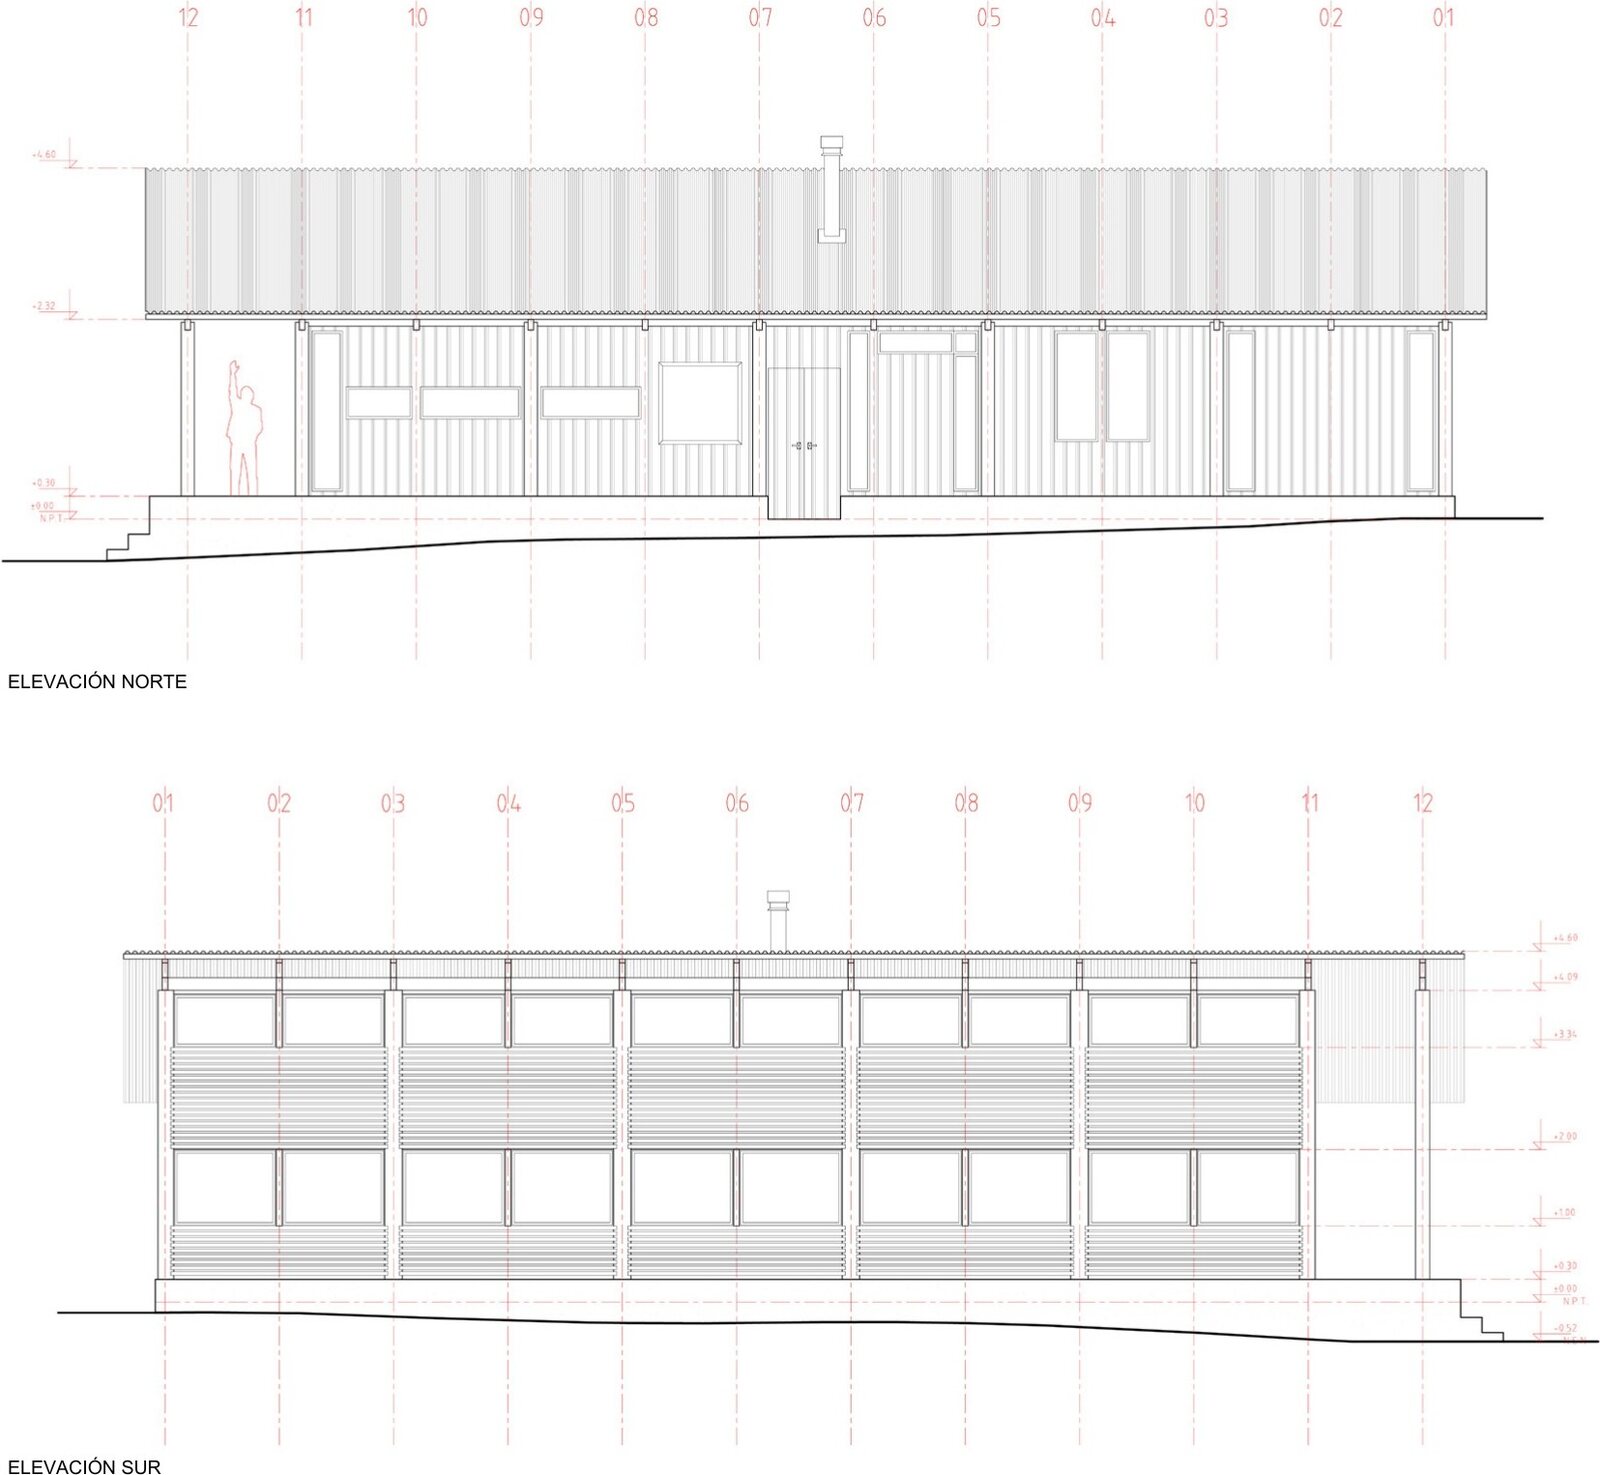 12 11 10 09 08 07 06 05 04 03 02 01
+4.60
+2.32
+0.30
±0.00
N.P.T.
ELEVACIÓN NORTE
01 02 03 04 05 06 07 08 09 10 11 12
+4.60
+4.09
+3.34
+2.00
+1.00
+0.30
±0.00
N.P.T.
-0.52
ELEVACIÓN SUR